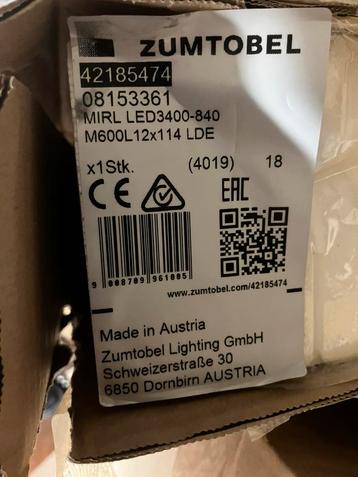 ZUMTOBEL
42185474
08153361
MIRL LED3400-840
M600L12x114 LDE
x1Stk. (4019) 18
CE EAC
9 008709 961005
www.zumtobel.com/42185474
Made in Austria
Zumtobel Lighting GmbH
Schweizerstraße 30
6850 Dornbirn AUSTRIA